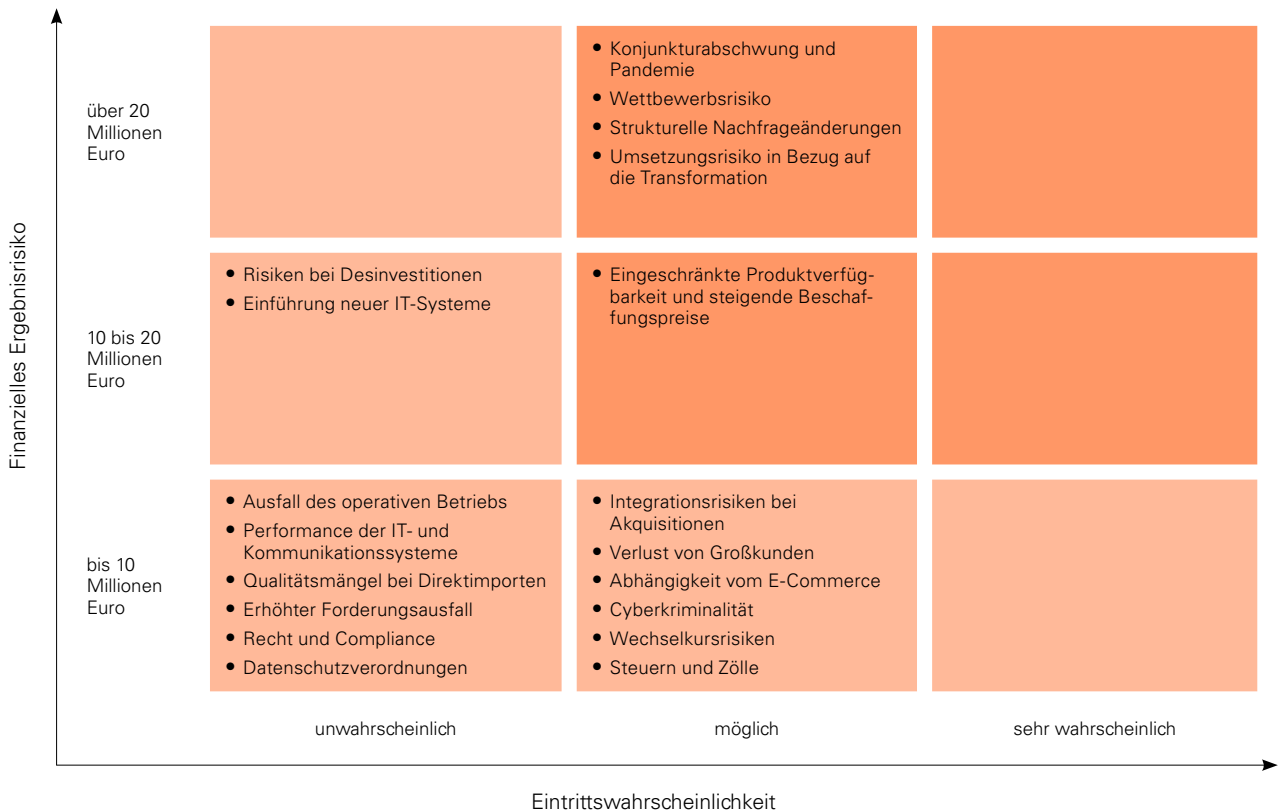 Finanzielles Ergebnisrisiko
über 20
Millionen
Euro
• Konjunkturabschwung und
Pandemie
• Wettbewerbsrisiko
• Strukturelle Nachfrageänderungen
• Umsetzungsrisiko in Bezug auf
die Transformation
10 bis 20
Millionen
Euro
• Risiken bei Desinvestitionen
• Einführung neuer IT-Systeme
• Eingeschränkte Produktverfüg-
barkeit und steigende Beschaf-
fungspreise
bis 10
Millionen
Euro
• Ausfall des operativen Betriebs
• Performance der IT- und
Kommunikationssysteme
• Qualitätsmängel bei Direktimporten
• Erhöhter Forderungsausfall
• Recht und Compliance
• Datenschutzverordnungen
• Integrationsrisiken bei
Akquisitionen
• Verlust von Großkunden
• Abhängigkeit vom E-Commerce
• Cyberkriminalität
• Wechselkursrisiken
• Steuern und Zölle
unwahrscheinlich
möglich
sehr wahrscheinlich
Eintrittswahrscheinlichkeit